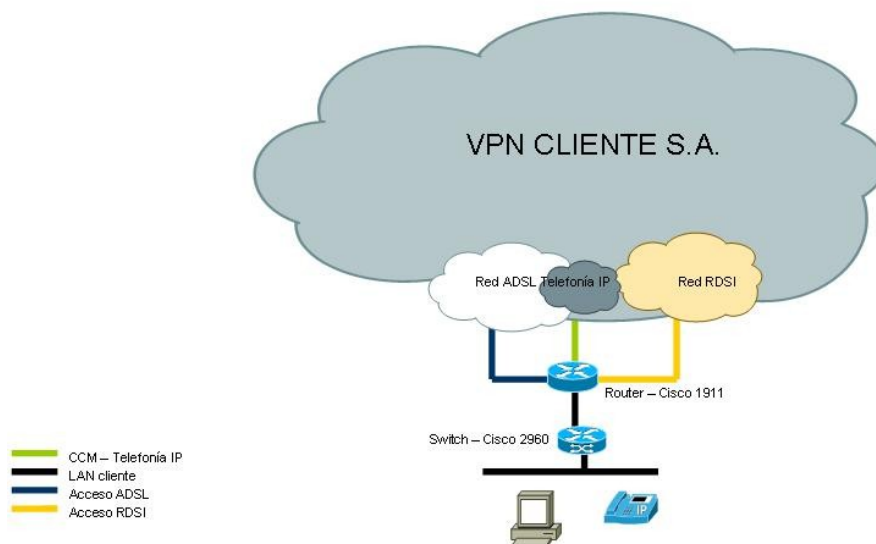 VPN CLIENTE S.A.
Red ADSL
Telefonía IP
Red RDSI
Router – Cisco 1911
Switch – Cisco 2960
IP
CCM – Telefonía IP
LAN cliente
Acceso ADSL
Acceso RDSI